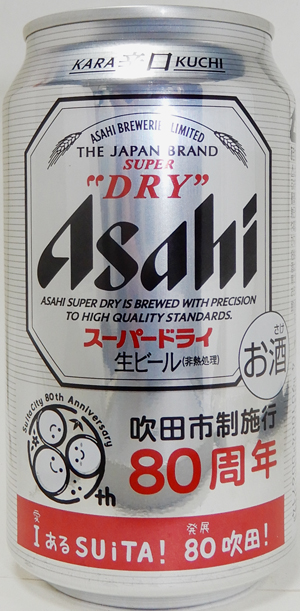 KARA 辛口 KUCHI
ASAHI BREWERIES LIMITED
THE JAPAN BRAND
SUPER
"DRY"
Asahi
ASAHI SUPER DRY IS BREWED WITH PRECISION
TO HIGH QUALITY STANDARDS.
スーパードライ
生ビール(非熱処理)
さけ
お酒
Suita City 80th Anniversary
th
吹田市制施行
80周年
愛 発展
I あるSUiTA! 80吹田!